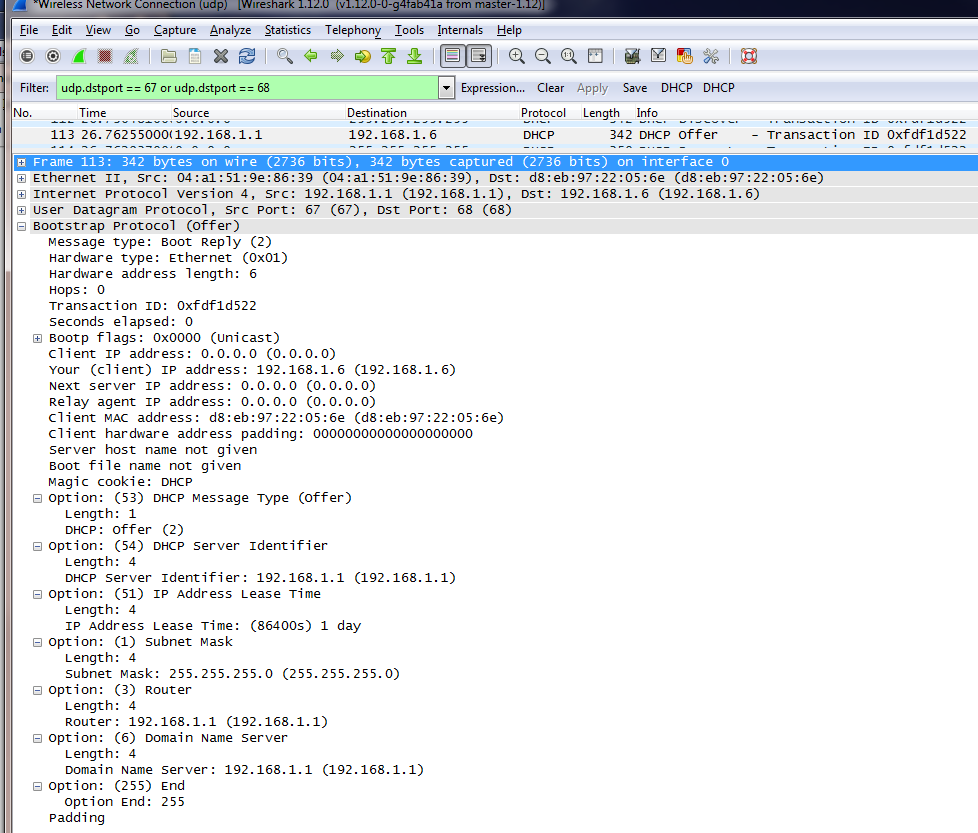 *Wireless Network Connection (udp) [Wireshark 1.12.0 (v1.12.0-0-g4fab41a from master-1.12)]
File Edit View Go Capture Analyze Statistics Telephony Tools Internals Help
Filter: udp.dstport == 67 or udp.dstport == 68 Expression... Clear Apply Save DHCP DHCP
No. Time Source Destination Protocol Length Info
113 26.76255000(192.168.1.1 192.168.1.6 DHCP 342 DHCP Offer - Transaction ID 0xfdf1d522
Frame 113: 342 bytes on wire (2736 bits), 342 bytes captured (2736 bits) on interface 0
Ethernet II, Src: 04:a1:51:9e:86:39 (04:a1:51:9e:86:39), Dst: d8:eb:97:22:05:6e (d8:eb:97:22:05:6e)
Internet Protocol Version 4, Src: 192.168.1.1 (192.168.1.1), Dst: 192.168.1.6 (192.168.1.6)
User Datagram Protocol, Src Port: 67 (67), Dst Port: 68 (68)
Bootstrap Protocol (Offer)
Message type: Boot Reply (2)
Hardware type: Ethernet (0x01)
Hardware address length: 6
Hops: 0
Transaction ID: 0xfdf1d522
Seconds elapsed: 0
Bootp flags: 0x0000 (Unicast)
Client IP address: 0.0.0.0 (0.0.0.0)
Your (client) IP address: 192.168.1.6 (192.168.1.6)
Next server IP address: 0.0.0.0 (0.0.0.0)
Relay agent IP address: 0.0.0.0 (0.0.0.0)
Client MAC address: d8:eb:97:22:05:6e (d8:eb:97:22:05:6e)
Client hardware address padding: 00000000000000000000
Server host name not given
Boot file name not given
Magic cookie: DHCP
Option: (53) DHCP Message Type (Offer)
Length: 1
DHCP: Offer (2)
Option: (54) DHCP Server Identifier
Length: 4
DHCP Server Identifier: 192.168.1.1 (192.168.1.1)
Option: (51) IP Address Lease Time
Length: 4
IP Address Lease Time: (86400s) 1 day
Option: (1) Subnet Mask
Length: 4
Subnet Mask: 255.255.255.0 (255.255.255.0)
Option: (3) Router
Length: 4
Router: 192.168.1.1 (192.168.1.1)
Option: (6) Domain Name Server
Length: 4
Domain Name Server: 192.168.1.1 (192.168.1.1)
Option: (255) End
Option End: 255
Padding